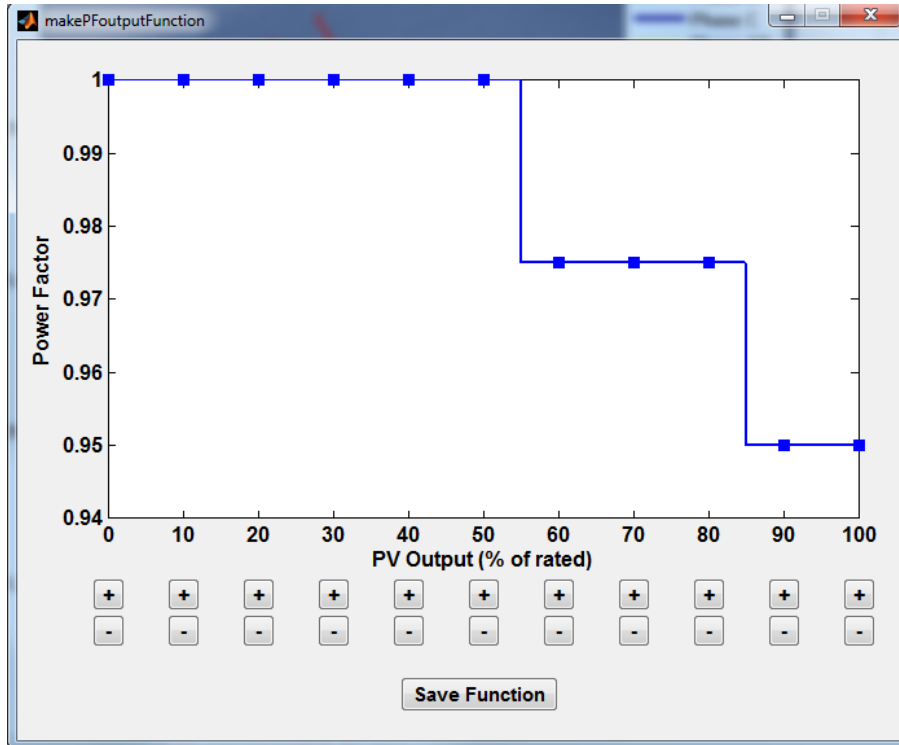 makePFoutputFunction
Phase C
1
0.99
0.98
0.97
0.96
0.95
0.94
Power Factor
0 10 20 30 40 50 60 70 80 90 100
PV Output (% of rated)
+ + + + + + + + + + +
- - - - - - - - - - -
Save Function